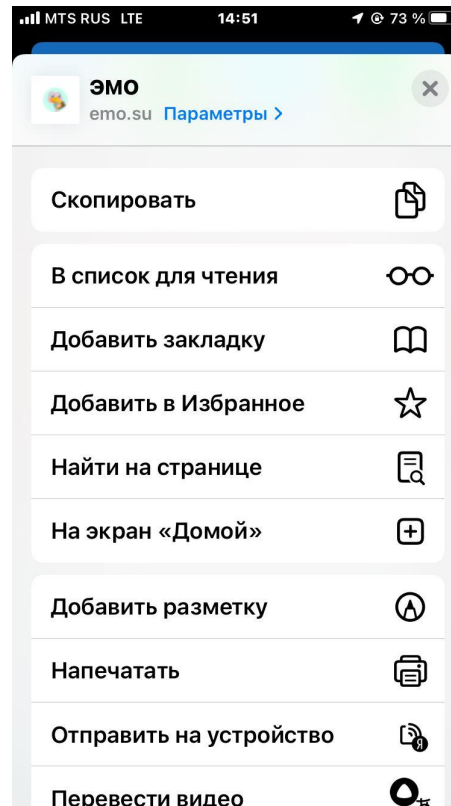 MTS RUS LTE 14:51 73 %
ЭМО
emo.su Параметры >
Скопировать
В список для чтения
Добавить закладку
Добавить в Избранное
Найти на странице
На экран «Домой»
Добавить разметку
Напечатать
Отправить на устройство
Перевести видео